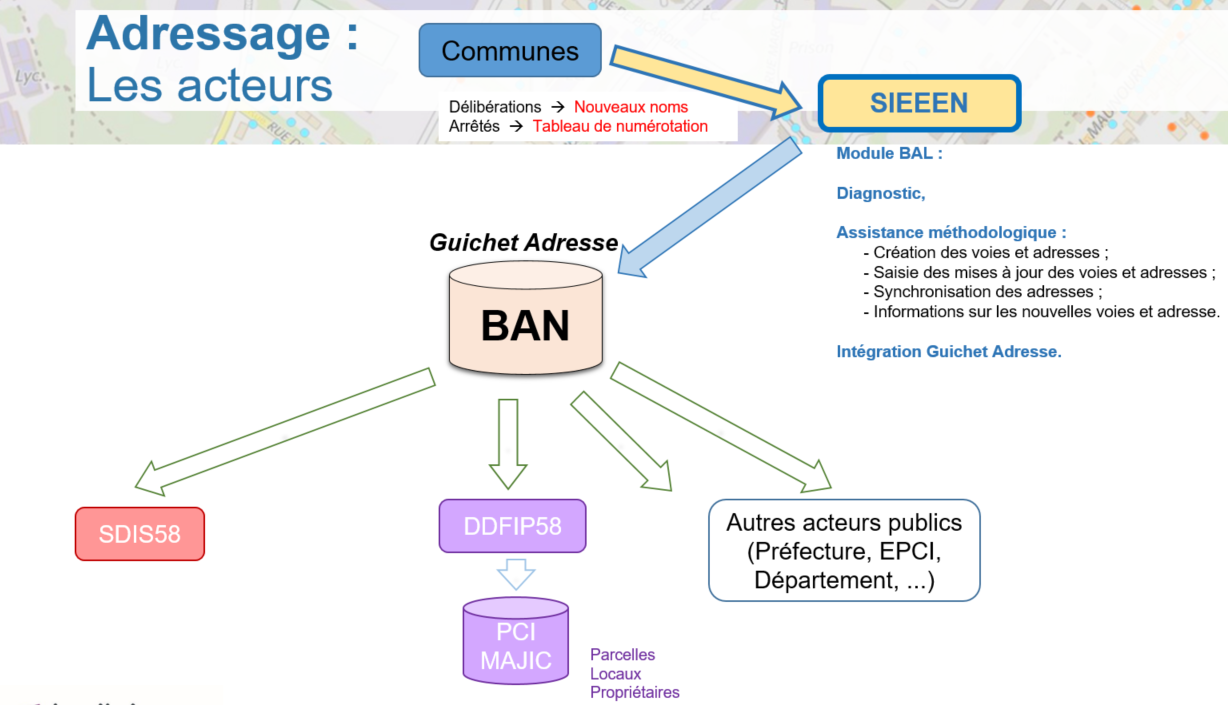 Adressage :
Les acteurs
Communes
Délibérations → Nouveaux noms
Arrêtés → Tableau de numérotation
SIEEEN
Module BAL :
Diagnostic,
Assistance méthodologique :
- Création des voies et adresses ;
- Saisie des mises à jour des voies et adresses ;
- Synchronisation des adresses ;
- Informations sur les nouvelles voies et adresse.
Intégration Guichet Adresse.
Guichet Adresse
BAN
SDIS58
DDFIP58
Autres acteurs publics
(Préfecture, EPCI,
Département, ...)
PCI
MAJIC
Parcelles
Locaux
Propriétaires
Lyc.